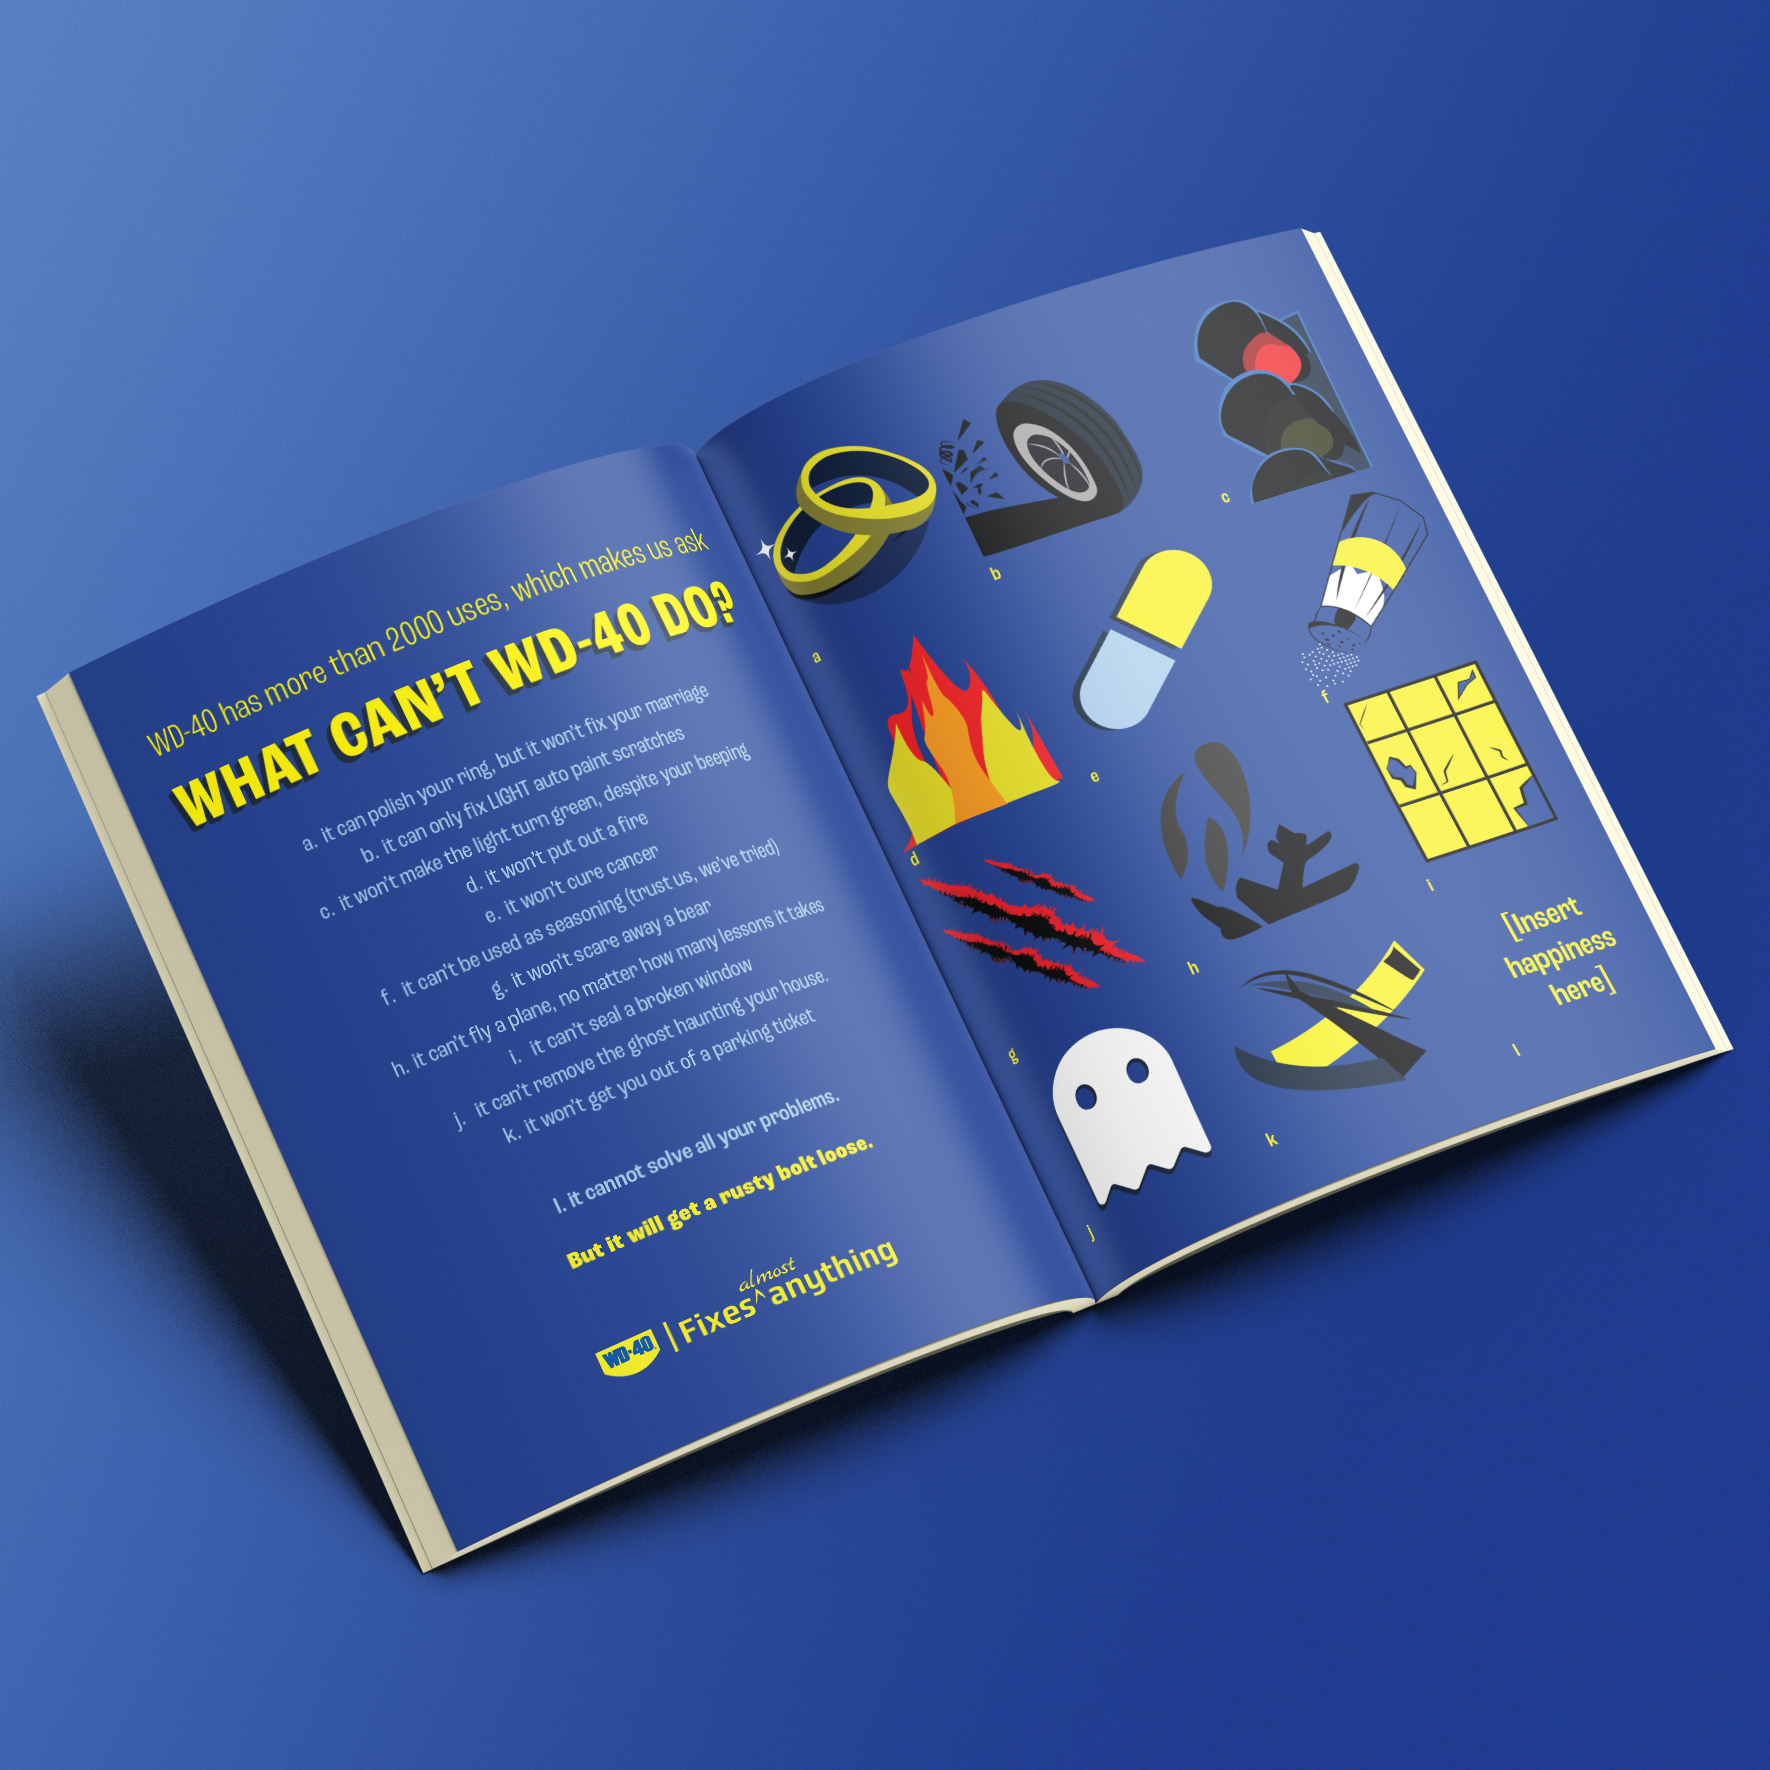 WD-40 has more than 2000 uses, which makes us ask
WHAT CAN'T WD-40 DO?
a. it can polish your ring, but it won't fix your marriage
b. it can only fix LIGHT auto paint scratches
c. it won't make the light turn green, despite your beeping
d. it won't put out a fire
e. it won't cure cancer
f. it can't be used as seasoning (trust us, we've tried)
g. it won't scare away a bear
h. it can't fly a plane, no matter how many lessons it takes
i. it can't seal a broken window
j. it can't remove the ghost haunting your house.
k. it won't get you out of a parking ticket
l. it cannot solve all your problems.
But it will get a rusty bolt loose.
almost
WD-40 | Fixes ^ anything
a
b
c
d
e
f
g
h
i
[Insert
happiness
here]
j
k
l